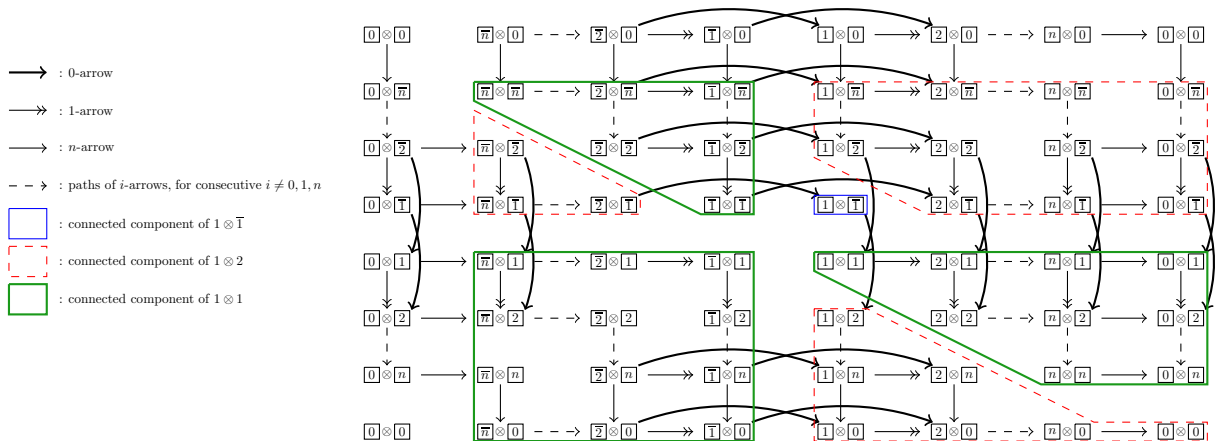 0 ⊗ 0 n̅ ⊗ 0 2̅ ⊗ 0 1̅ ⊗ 0 1 ⊗ 0 2 ⊗ 0 n ⊗ 0 0 ⊗ 0
: 0-arrow
0 ⊗ n̅ n̅ ⊗ n̅ 2̅ ⊗ n̅ 1̅ ⊗ n̅ 1 ⊗ n̅ 2 ⊗ n̅ n ⊗ n̅ 0 ⊗ n̅
: 1-arrow
: n-arrow
0 ⊗ 2̅ n̅ ⊗ 2̅ 2̅ ⊗ 2̅ 1̅ ⊗ 2̅ 1 ⊗ 2̅ 2 ⊗ 2̅ n ⊗ 2̅ 0 ⊗ 2̅
: paths of i-arrows, for consecutive i ≠ 0, 1, n
0 ⊗ 1̅ n̅ ⊗ 1̅ 2̅ ⊗ 1̅ 1̅ ⊗ 1̅ 1 ⊗ 1̅ 2 ⊗ 1̅ n ⊗ 1̅ 0 ⊗ 1̅
: connected component of 1 ⊗ 1̅
: connected component of 1 ⊗ 2
0 ⊗ 1 n̅ ⊗ 1 2̅ ⊗ 1 1̅ ⊗ 1 1 ⊗ 1 2 ⊗ 1 n ⊗ 1 0 ⊗ 1
: connected component of 1 ⊗ 1
0 ⊗ 2 n̅ ⊗ 2 2̅ ⊗ 2 1̅ ⊗ 2 1 ⊗ 2 2 ⊗ 2 n ⊗ 2 0 ⊗ 2
0 ⊗ n n̅ ⊗ n 2̅ ⊗ n 1̅ ⊗ n 1 ⊗ n 2 ⊗ n n ⊗ n 0 ⊗ n
0 ⊗ 0 n̅ ⊗ 0 2̅ ⊗ 0 1̅ ⊗ 0 1 ⊗ 0 2 ⊗ 0 n ⊗ 0 0 ⊗ 0